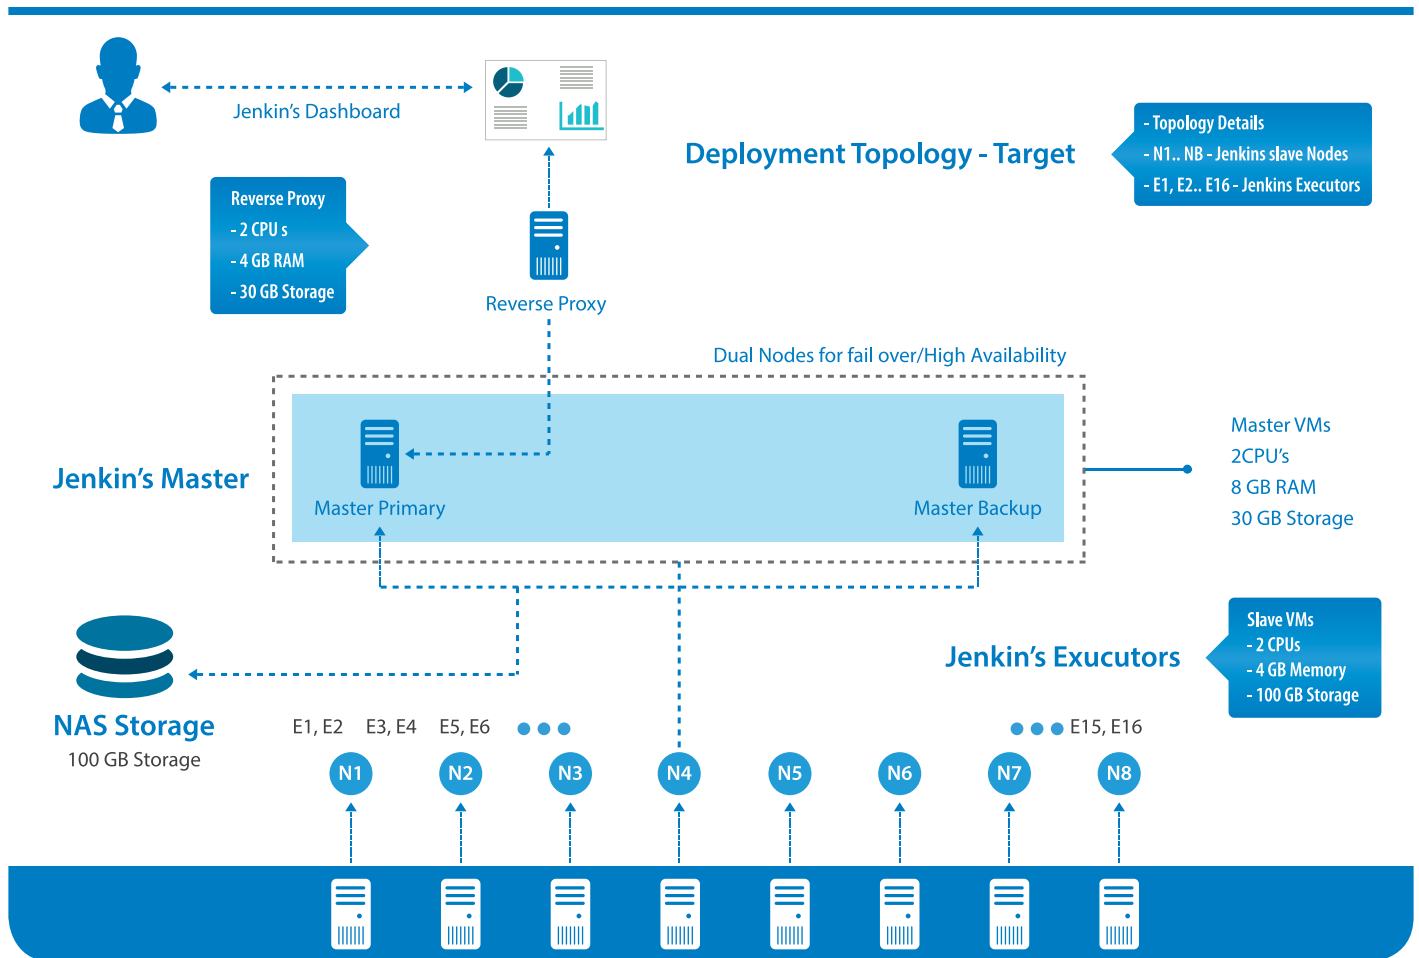 Jenkin's Dashboard
Deployment Topology - Target
- Topology Details
- N1.. NB - Jenkins slave Nodes
- E1, E2.. E16 - Jenkins Executors
Reverse Proxy
- 2 CPU s
- 4 GB RAM
- 30 GB Storage
Reverse Proxy
Dual Nodes for fail over/High Availability
Jenkin's Master
Master Primary
Master Backup
Master VMs
2CPU's
8 GB RAM
30 GB Storage
Jenkin's Exucutors
Slave VMs
- 2 CPUs
- 4 GB Memory
- 100 GB Storage
NAS Storage
100 GB Storage
E1, E2 E3, E4 E5, E6 E15, E16
N1 N2 N3 N4 N5 N6 N7 N8